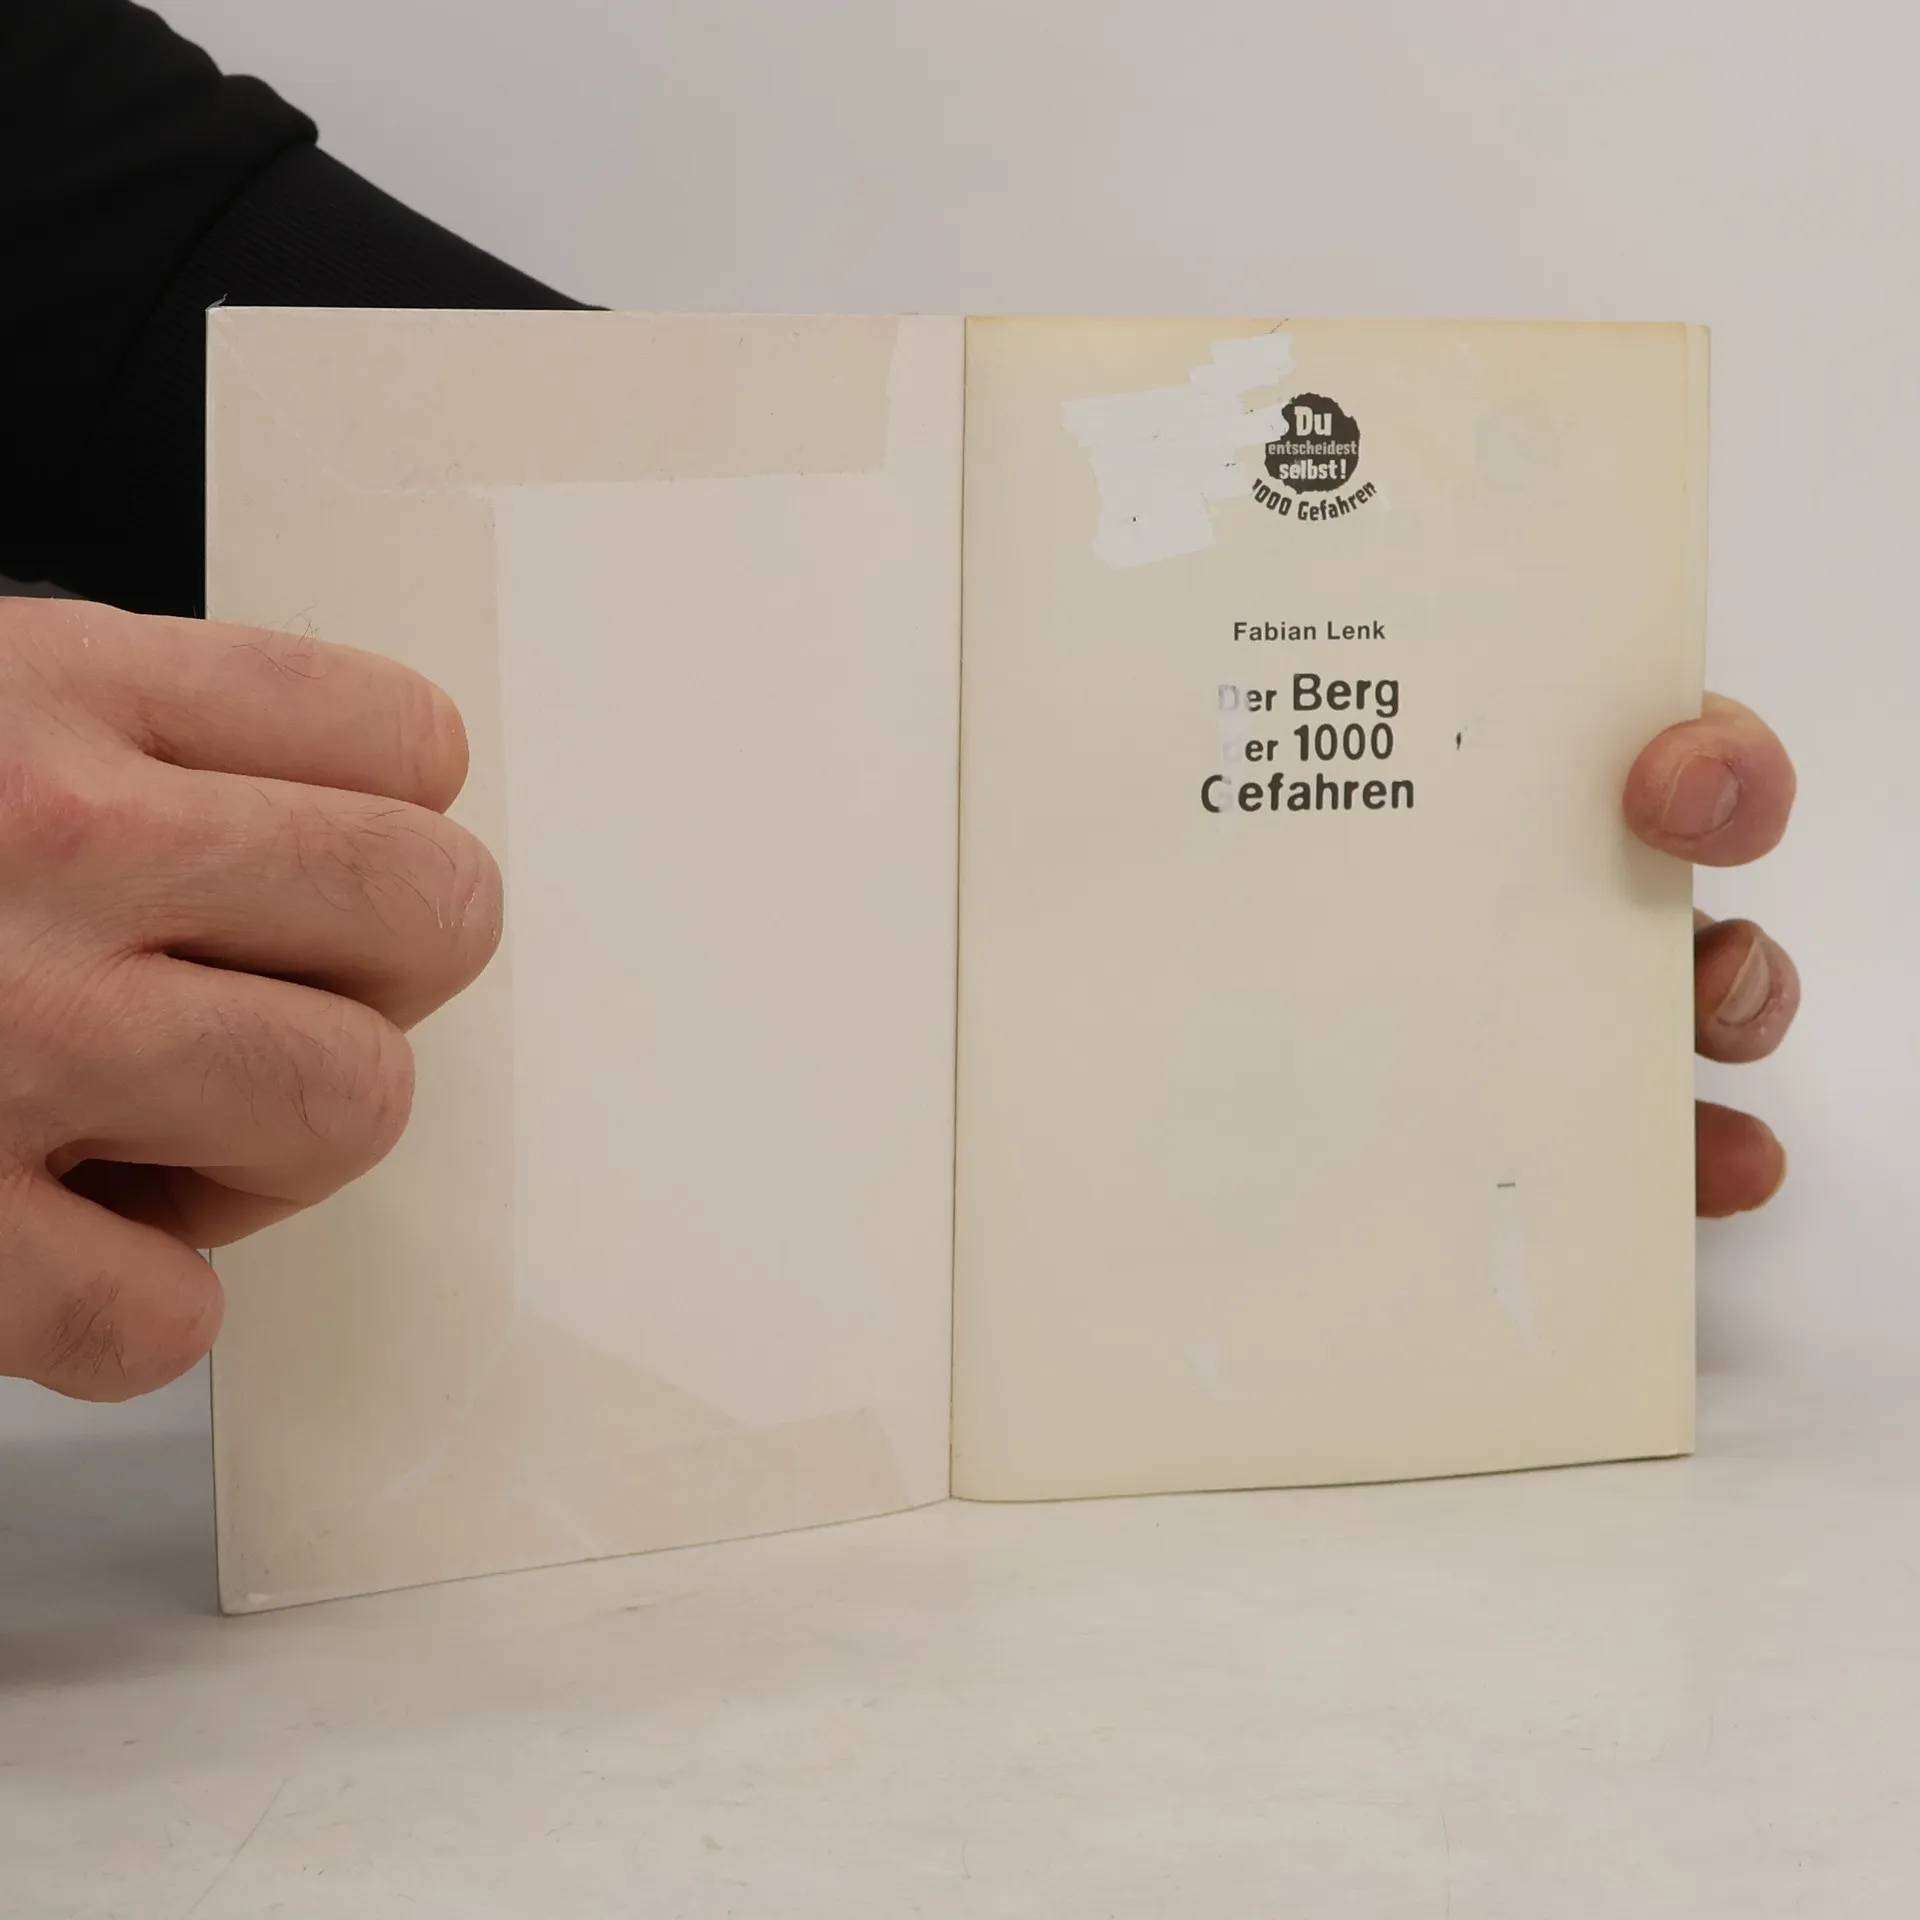 Du
entscheidest
selbst!
1000 Gefahren
Fabian Lenk
Der Berg
der 1000
Gefahren